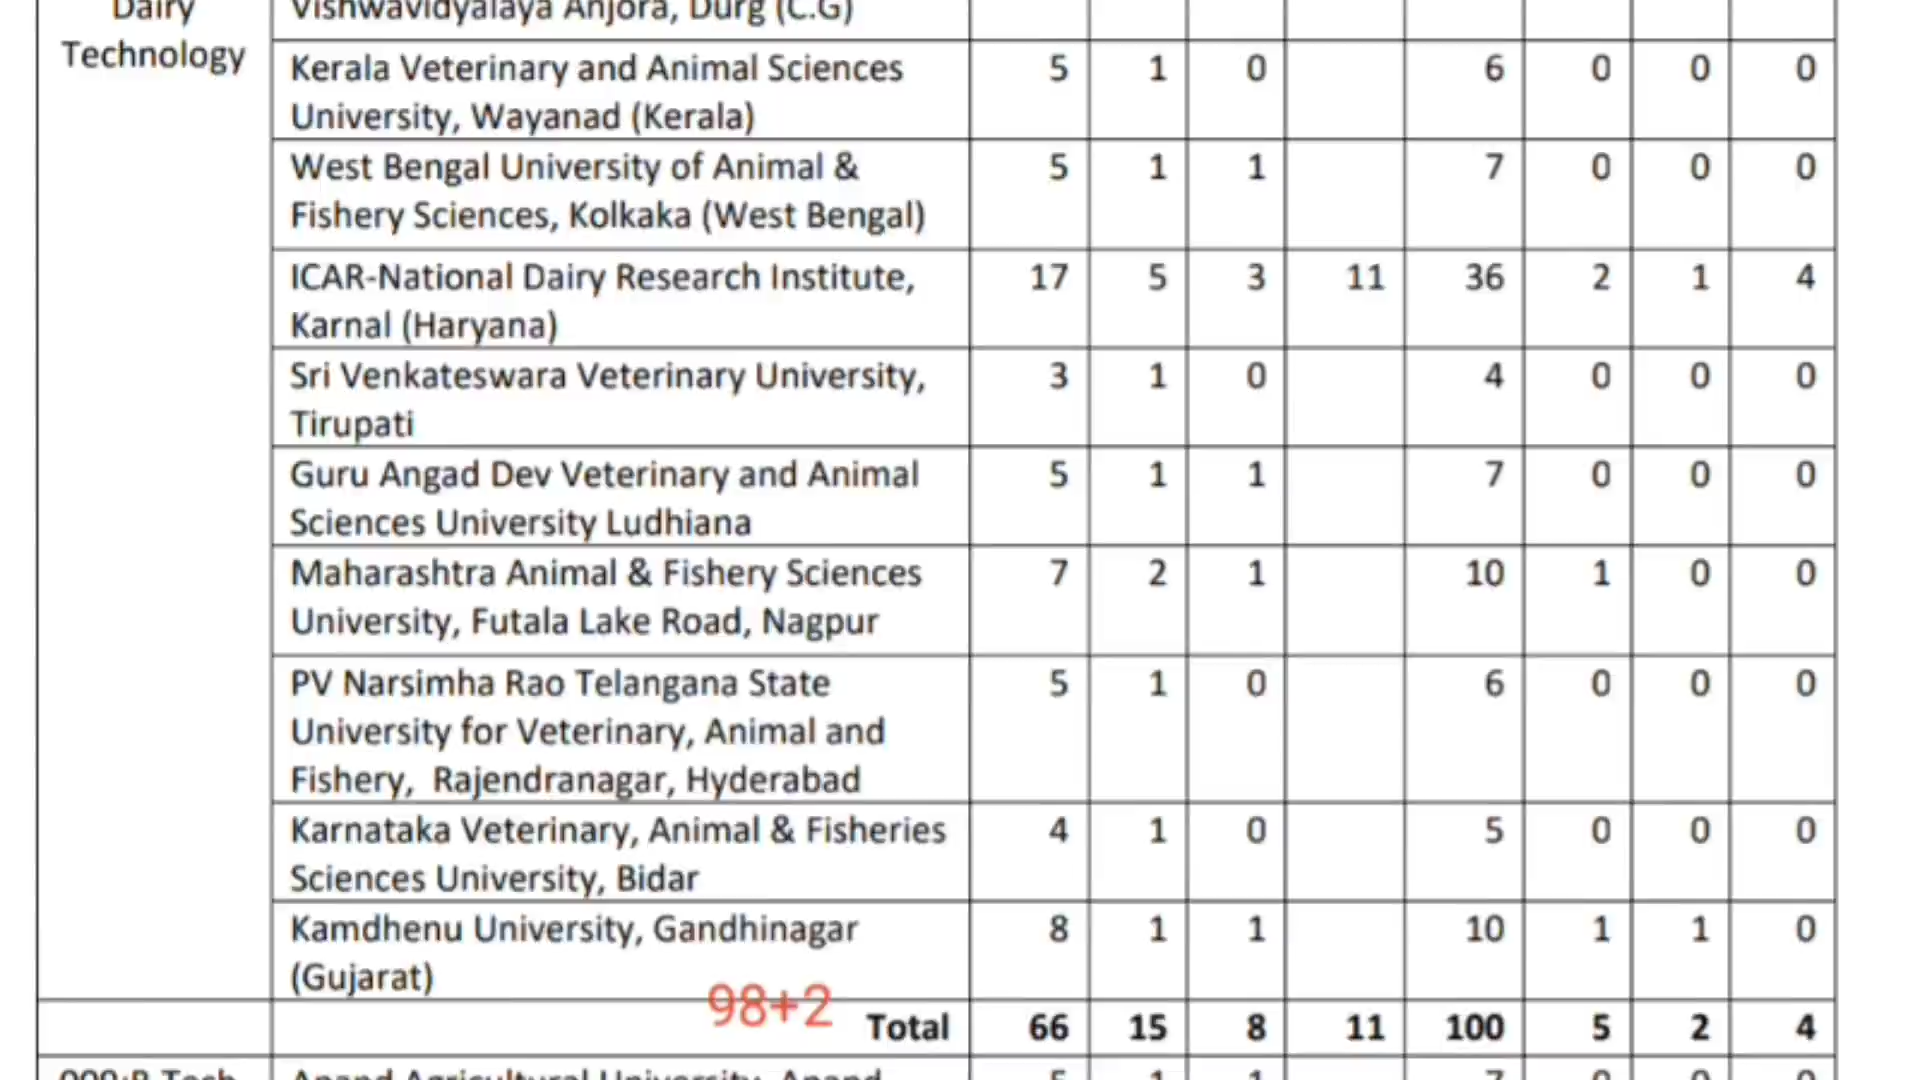 Dairy
Technology
Vishwavidyalaya Anjora, Durg (C.G)
Kerala Veterinary and Animal Sciences 5 1 0 6 0 0 0
University, Wayanad (Kerala)
West Bengal University of Animal & 5 1 1 7 0 0 0
Fishery Sciences, Kolkaka (West Bengal)
ICAR-National Dairy Research Institute, 17 5 3 11 36 2 1 4
Karnal (Haryana)
Sri Venkateswara Veterinary University, 3 1 0 4 0 0 0
Tirupati
Guru Angad Dev Veterinary and Animal 5 1 1 7 0 0 0
Sciences University Ludhiana
Maharashtra Animal & Fishery Sciences 7 2 1 10 1 0 0
University, Futala Lake Road, Nagpur
PV Narsimha Rao Telangana State 5 1 0 6 0 0 0
University for Veterinary, Animal and
Fishery, Rajendranagar, Hyderabad
Karnataka Veterinary, Animal & Fisheries 4 1 0 5 0 0 0
Sciences University, Bidar
Kamdhenu University, Gandhinagar 8 1 1 10 1 1 0
(Gujarat)
98+2
Total 66 15 8 11 100 5 2 4
Anand Agricultural University, Anand